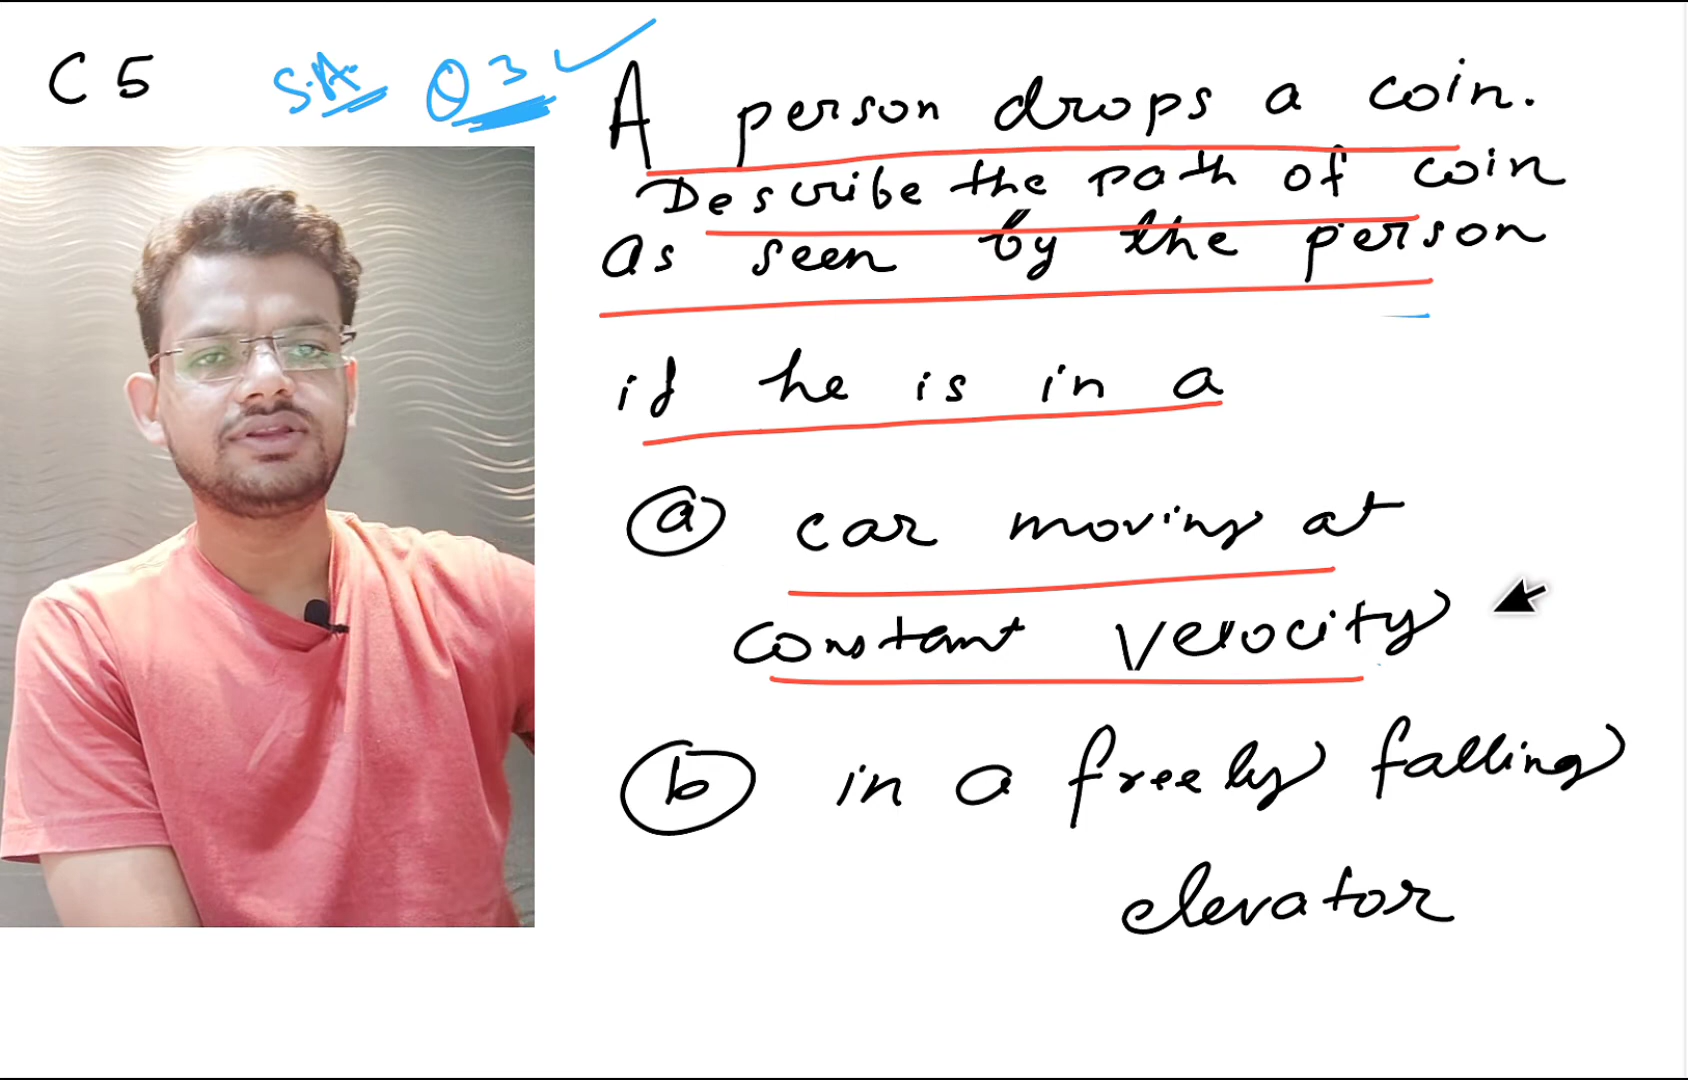 C 5
S.A. Q 3
A person drops a coin.
Describe the path of coin
as seen by the person
if he is in a
a car moving at
constant velocity
b in a freely falling
elevator